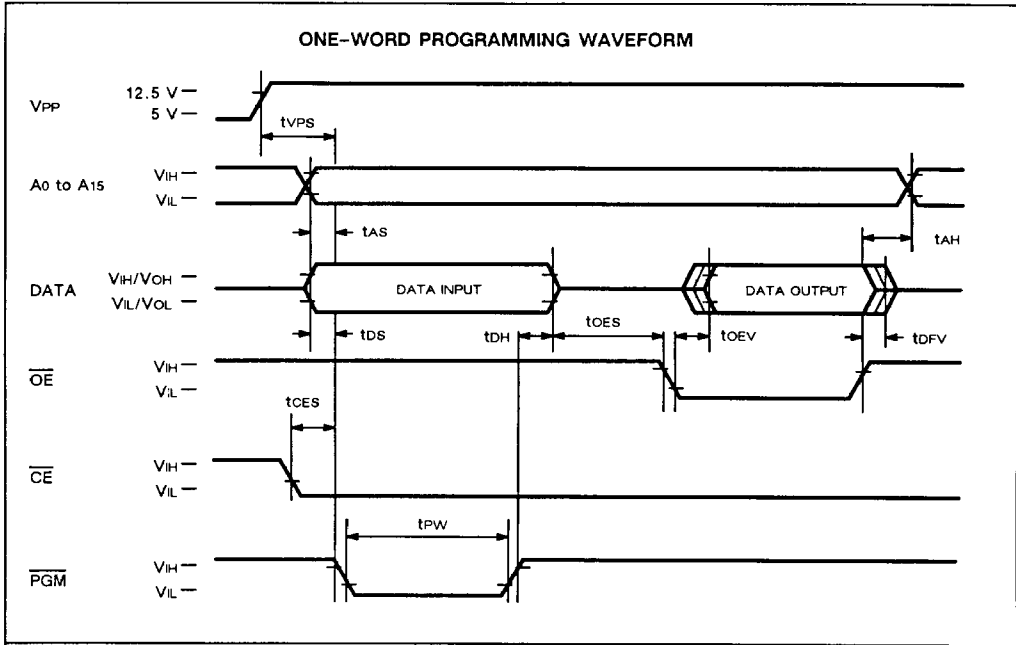 ONE-WORD PROGRAMMING WAVEFORM
VPP
12.5 V
5 V
tVPS
A0 to A15
VIH
VIL
tAS
tAH
DATA
VIH/VOH
VIL/VOL
DATA INPUT
DATA OUTPUT
tDS
tDH
tOES
tOEV
tDFV
OE
VIH
VIL
tCES
CE
VIH
VIL
tPW
PGM
VIH
VIL